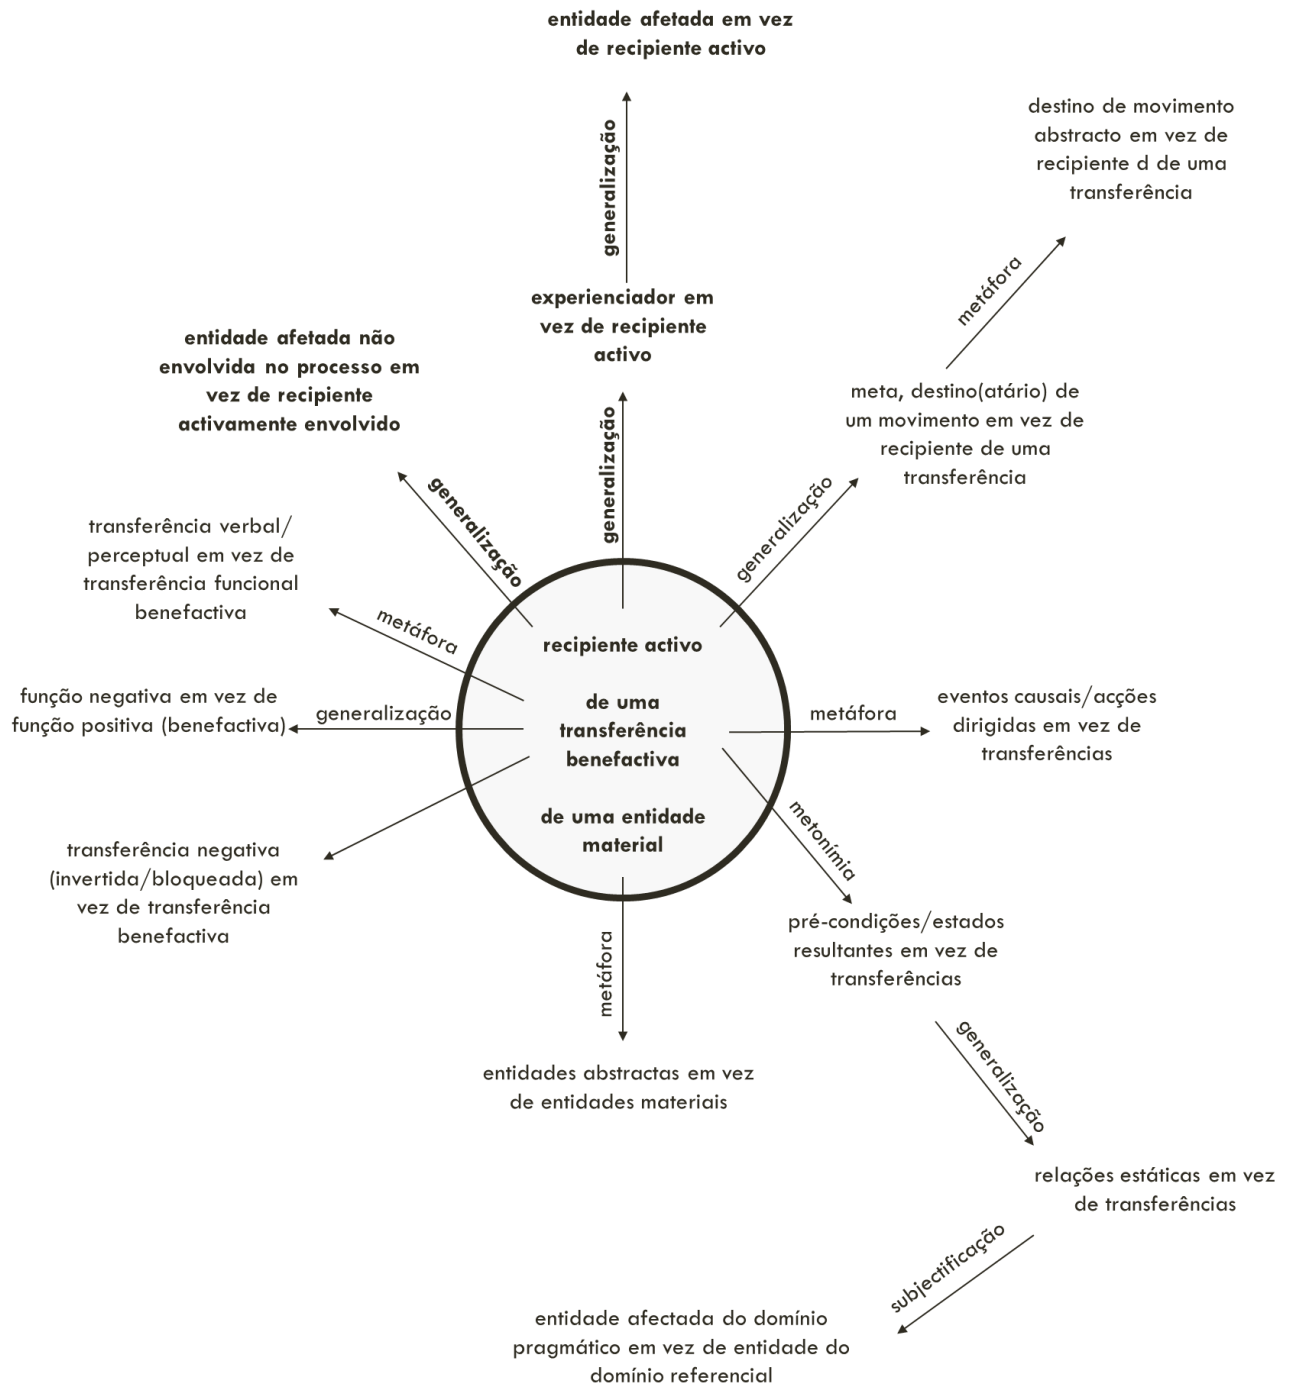 entidade afetada em vez
de recipiente activo
generalização
destino de movimento
abstracto em vez de
recipiente d de uma
transferência
metáfora
experienciador em
vez de recipiente
activo
entidade afetada não
envolvida no processo em
vez de recipiente
activamente envolvido
meta, destino(atário) de
um movimento em vez de
recipiente de uma
transferência
generalização
generalização
generalização
transferência verbal/
perceptual em vez de
transferência funcional
benefactiva
metáfora
recipiente activo
de uma
transferência
benefactiva
de uma entidade
material
função negativa em vez de
função positiva (benefactiva)
generalização
metáfora
eventos causais/acções
dirigidas em vez de
transferências
transferência negativa
(invertida/bloqueada) em
vez de transferência
benefactiva
metonímia
pré-condições/estados
resultantes em vez de
transferências
metáfora
entidades abstractas em vez
de entidades materiais
generalização
relações estáticas em vez
de transferências
subjectificação
entidade afectada do domínio
pragmático em vez de entidade do
domínio referencial